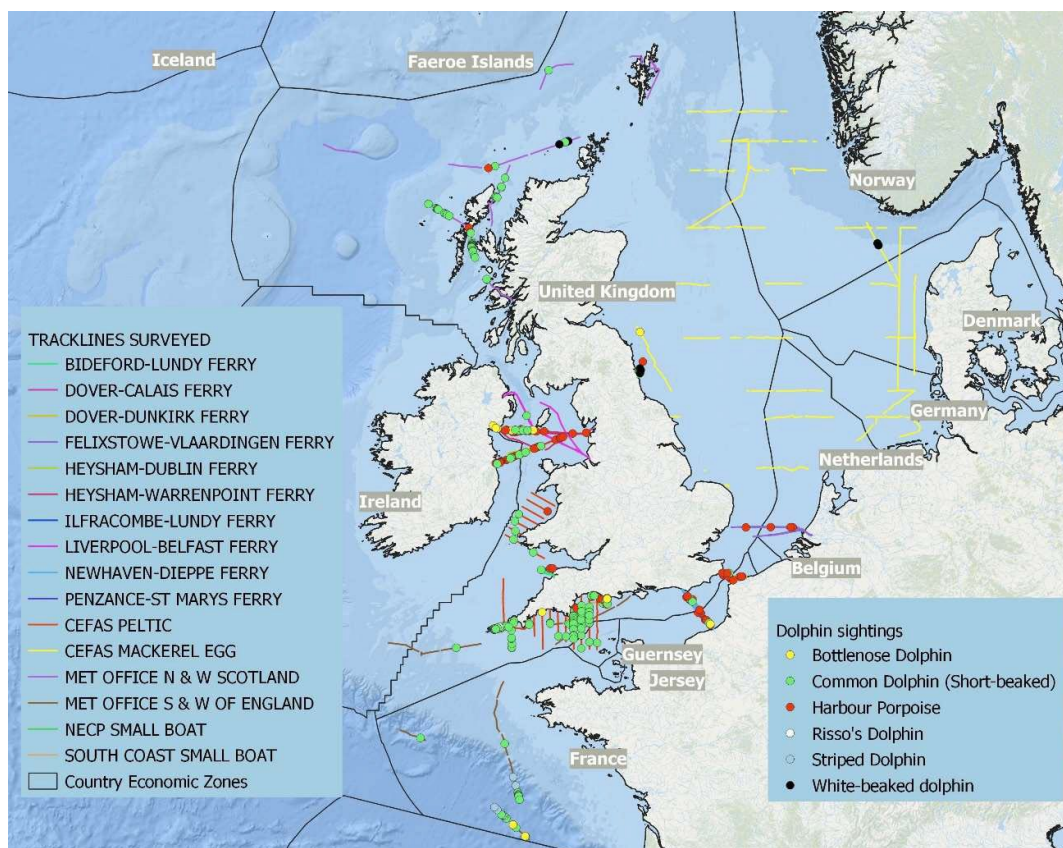 Iceland
Faeroe Islands
Norway
United Kingdom
Denmark
Germany
Netherlands
Ireland
Belgium
Guernsey
Jersey
France
TRACKLINES SURVEYED
BIDEFORD-LUNDY FERRY
DOVER-CALAIS FERRY
DOVER-DUNKIRK FERRY
FELIXSTOWE-VLAARDINGEN FERRY
HEYSHAM-DUBLIN FERRY
HEYSHAM-WARRENPOINT FERRY
ILFRACOMBE-LUNDY FERRY
LIVERPOOL-BELFAST FERRY
NEWHAVEN-DIEPPE FERRY
PENZANCE-ST MARYS FERRY
CEFAS PELTIC
CEFAS MACKEREL EGG
MET OFFICE N & W SCOTLAND
MET OFFICE S & W OF ENGLAND
NECP SMALL BOAT
SOUTH COAST SMALL BOAT
Country Economic Zones
Dolphin sightings
Bottlenose Dolphin
Common Dolphin (Short-beaked)
Harbour Porpoise
Risso's Dolphin
Striped Dolphin
White-beaked dolphin